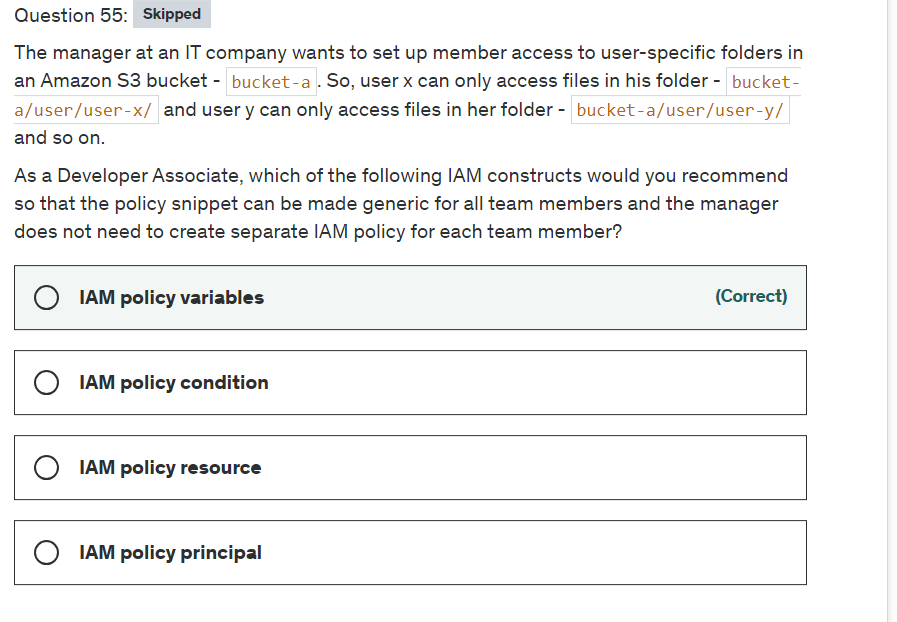 Question 55: Skipped
The manager at an IT company wants to set up member access to user-specific folders in
an Amazon S3 bucket - bucket-a. So, user x can only access files in his folder - bucket-
a/user/user-x/ and user y can only access files in her folder - bucket-a/user/user-y/
and so on.
As a Developer Associate, which of the following IAM constructs would you recommend
so that the policy snippet can be made generic for all team members and the manager
does not need to create separate IAM policy for each team member?
IAM policy variables (Correct)
IAM policy condition
IAM policy resource
IAM policy principal